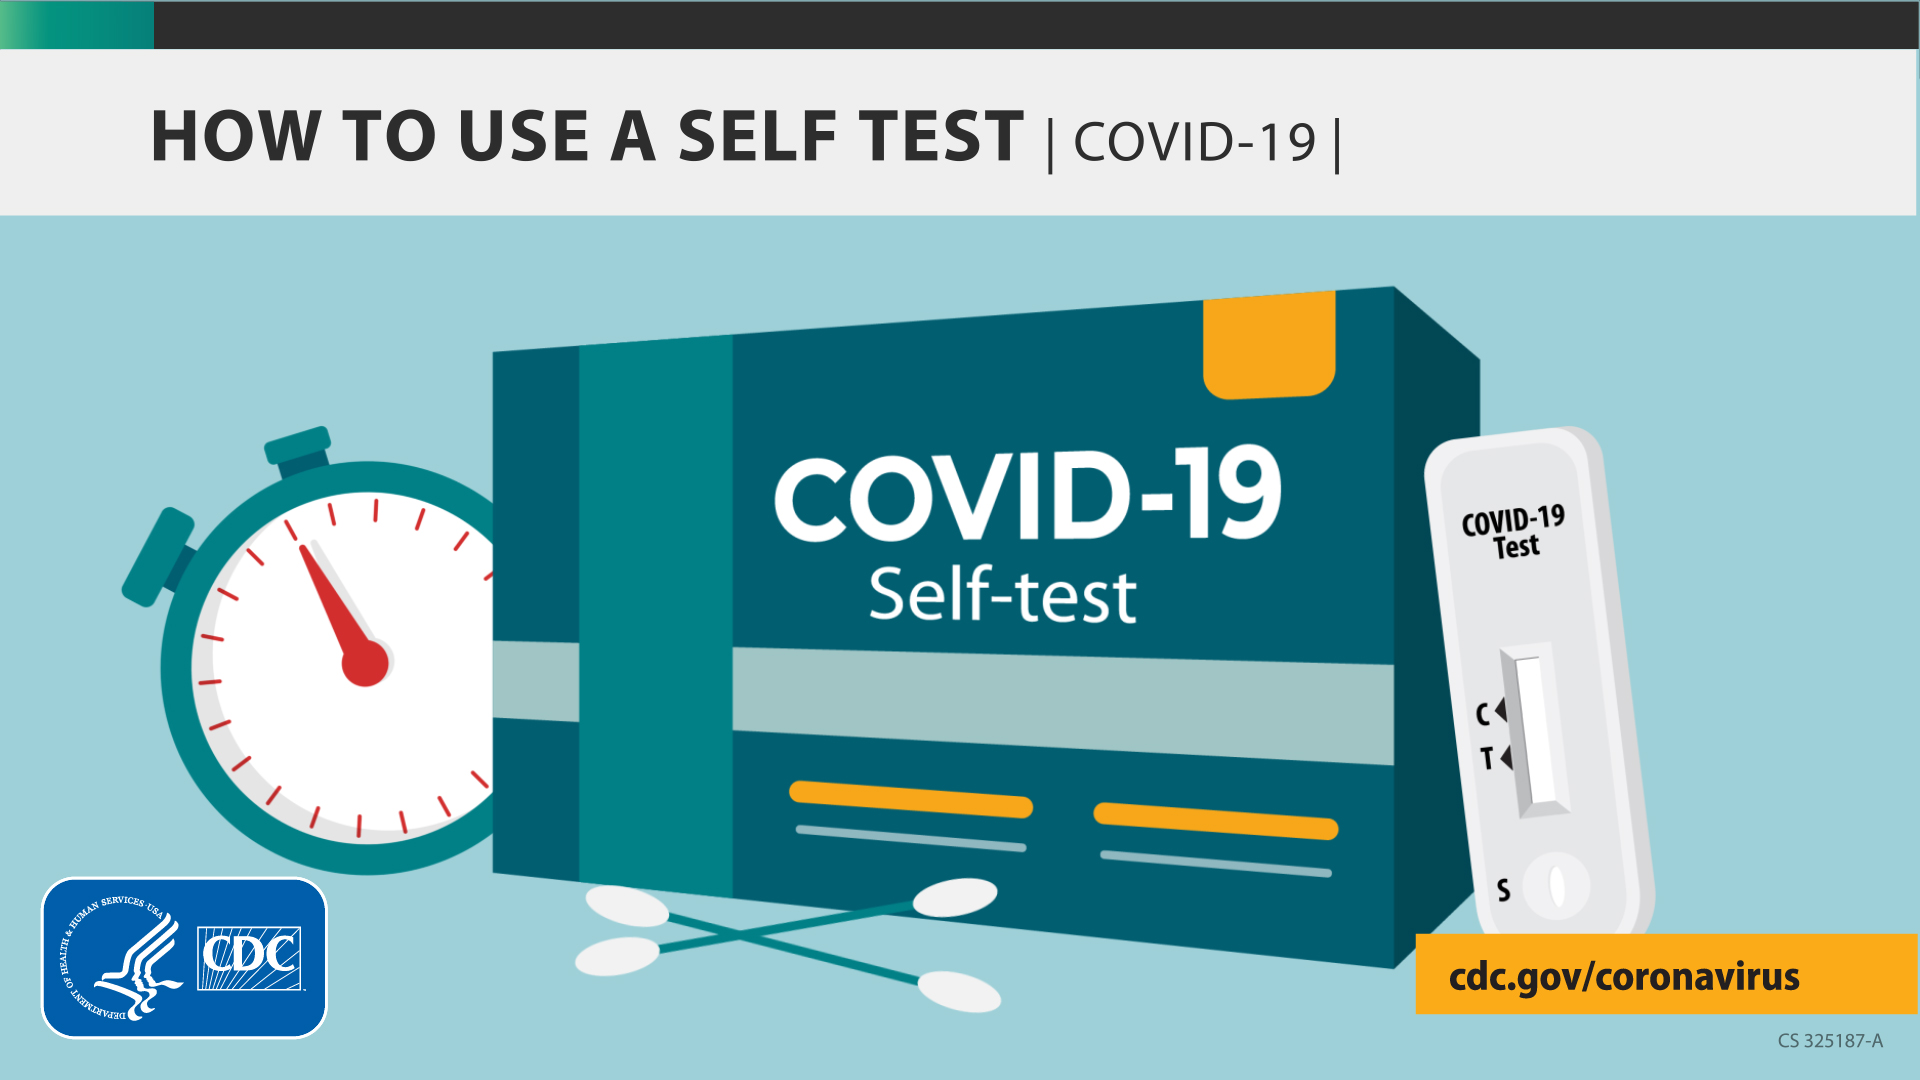 HOW TO USE A SELF TEST | COVID-19 |
COVID-19
Self-test
COVID-19
Test
C
T
S
DEPARTMENT OF HEALTH & HUMAN SERVICES·USA
CDC
cdc.gov/coronavirus
CS 325187-A